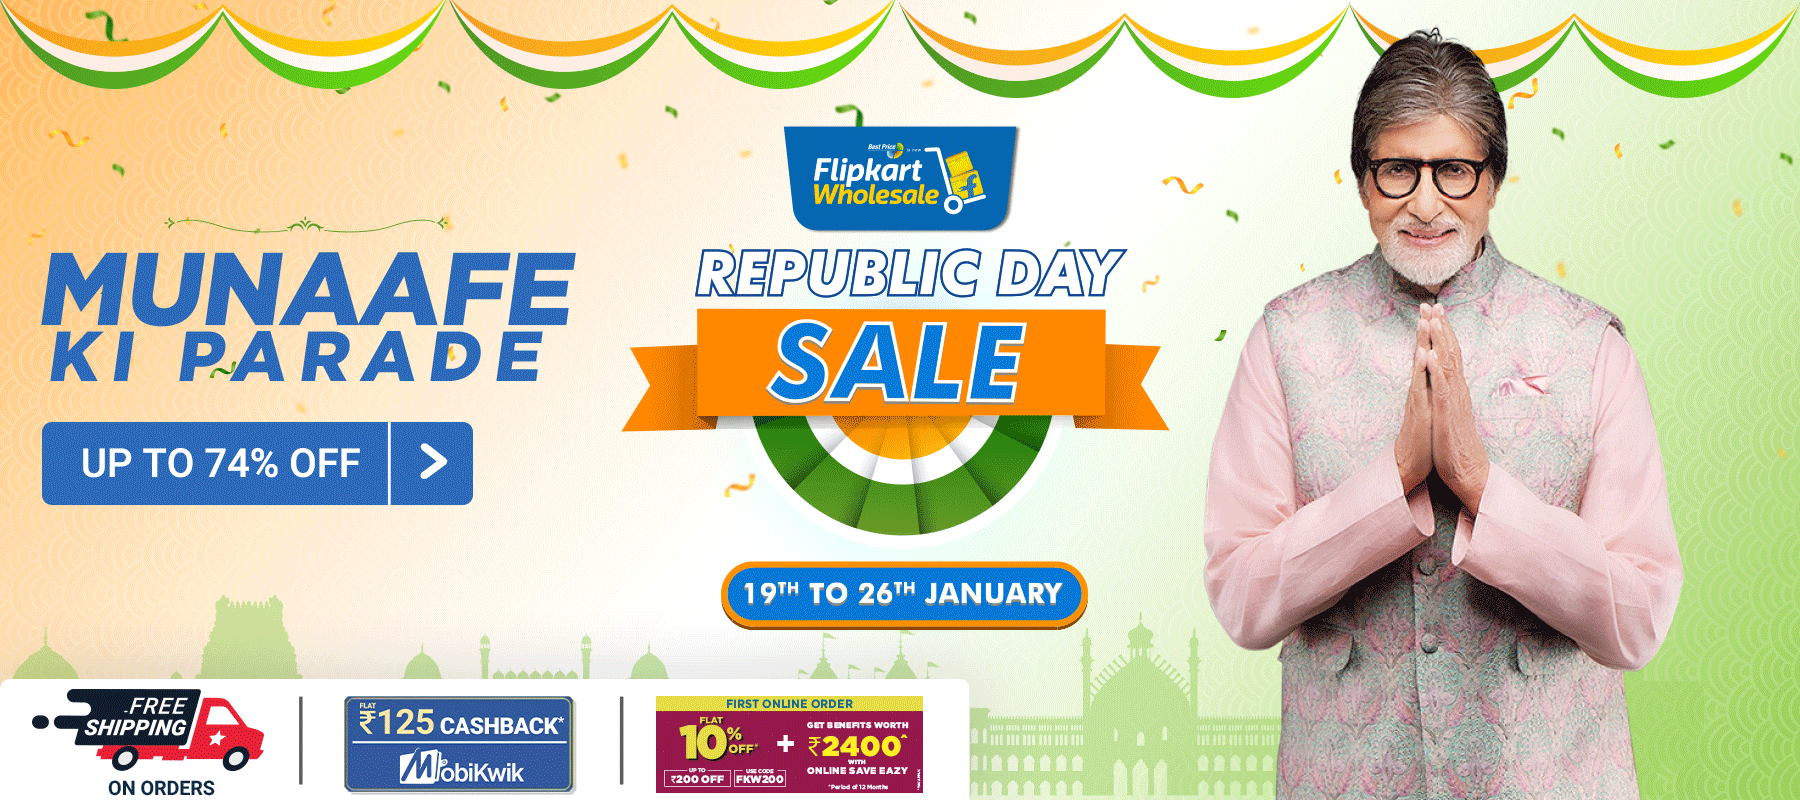 Best Price is now
Flipkart
Wholesale
REPUBLIC DAY
SALE
19TH TO 26TH JANUARY
MUNAAFE
KI PARADE
UP TO 74% OFF
FREE
SHIPPING
ON ORDERS
FLAT
₹125 CASHBACK*
MobiKwik
FIRST ONLINE ORDER
FLAT
10% OFF*
UP TO
₹200 OFF
USE CODE
FKW200
+
GET BENEFITS WORTH
₹2400^
WITH
ONLINE SAVE EAZY
^Period of 12 Months